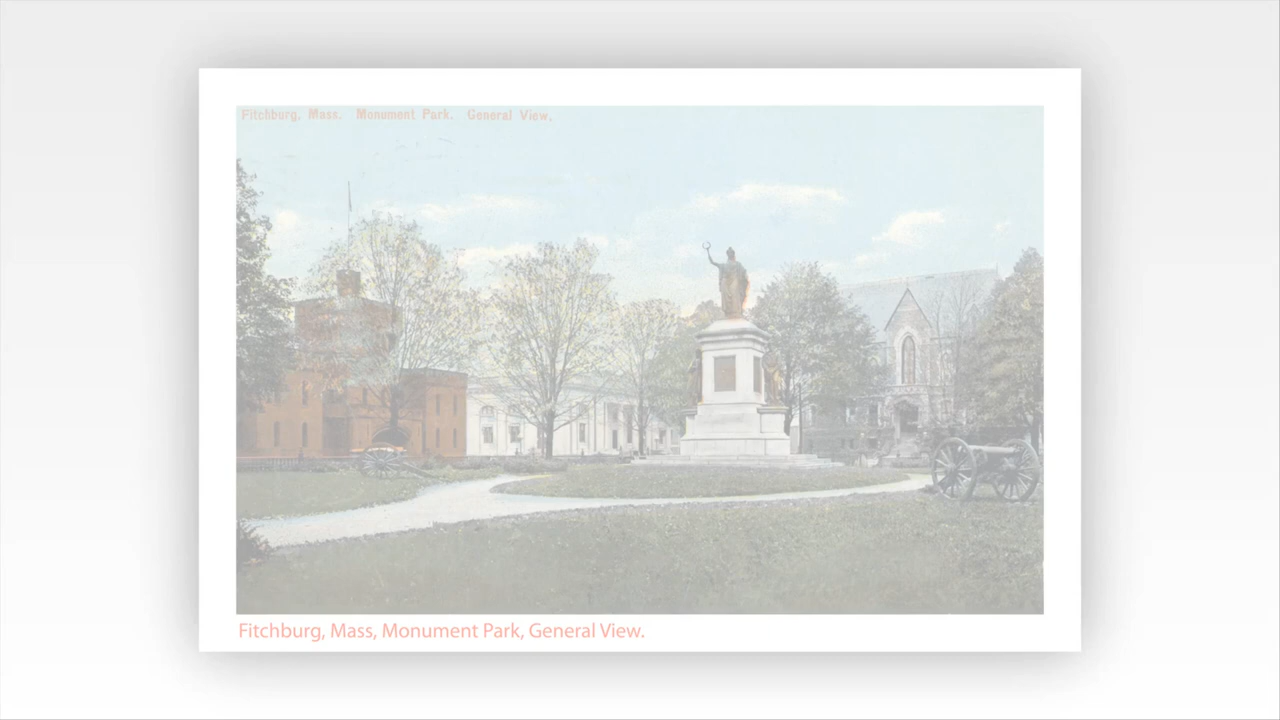 Fitchburg, Mass. Monument Park. General View.
Fitchburg, Mass, Monument Park, General View.